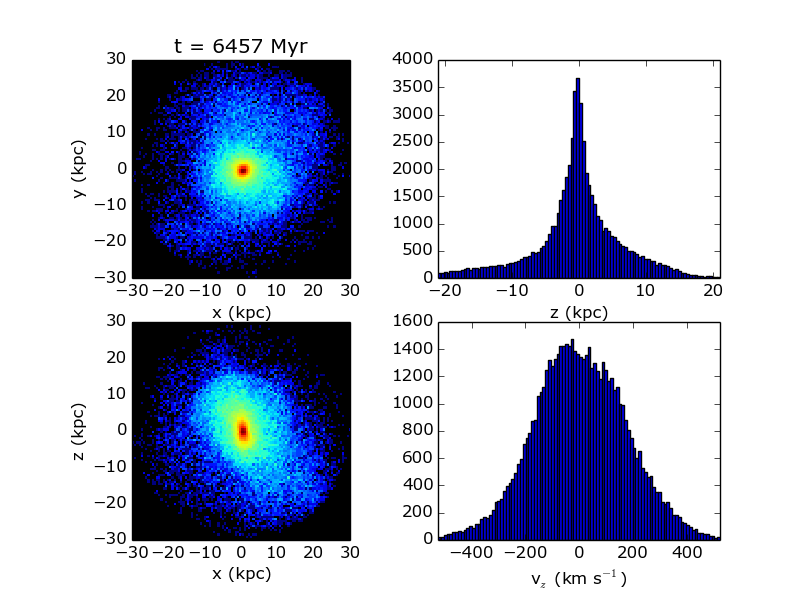 t = 6457 Myr
30
20
10
0
−10
−20
−30
y (kpc)
−30 −20 −10 0 10 20 30
x (kpc)
4000
3500
3000
2500
2000
1500
1000
500
0
−20 −10 0 10 20
z (kpc)
30
20
10
0
−10
−20
−30
z (kpc)
−30 −20 −10 0 10 20 30
x (kpc)
1600
1400
1200
1000
800
600
400
200
0
−400 −200 0 200 400
v_z (km s⁻¹)